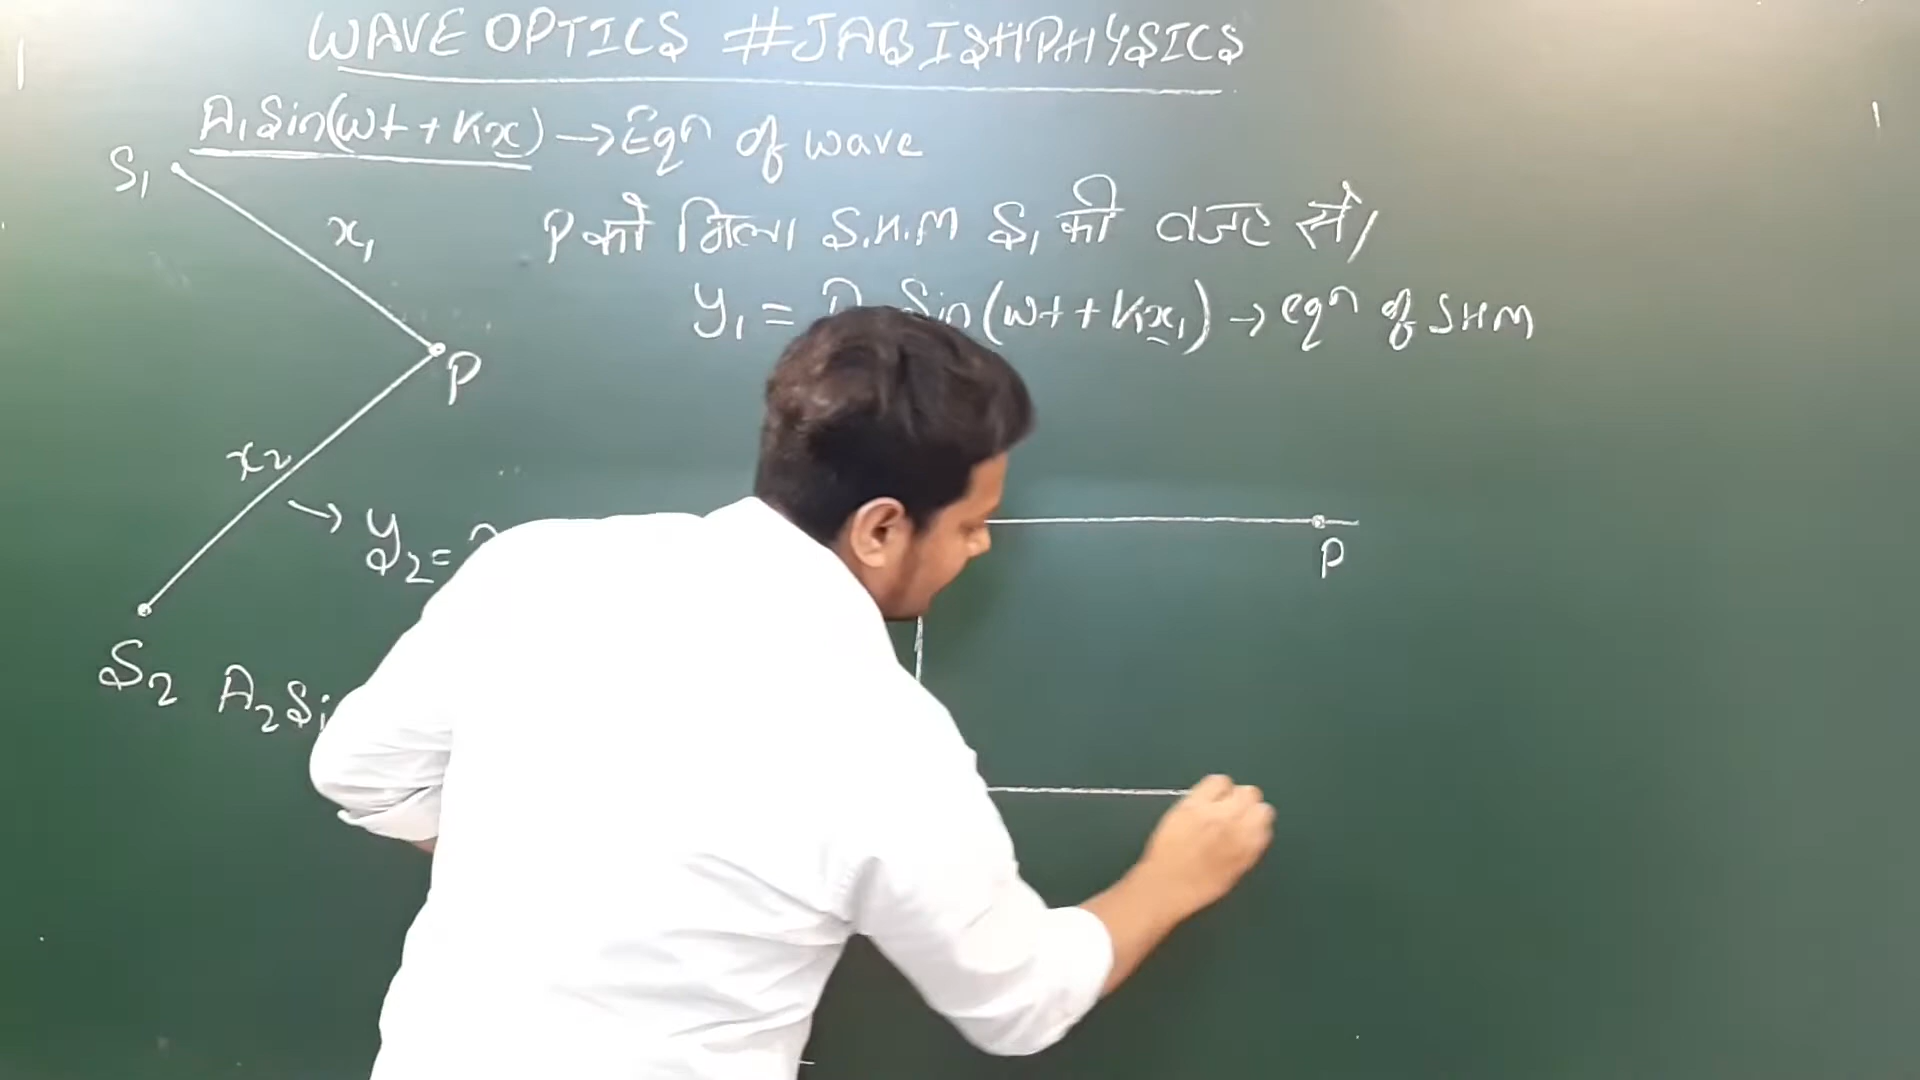 WAVE OPTICS #JABISHPHYSICS
A₁Sin(ωt + Kx) → Eqn of wave
S₁
x₁
P को मिला S.H.M S₁ की वजह से।
y₁ = A Sin(ωt + Kx₁) → eqn of SHM
P
x₂
→ y₂ =
P
S₂ A₂Si